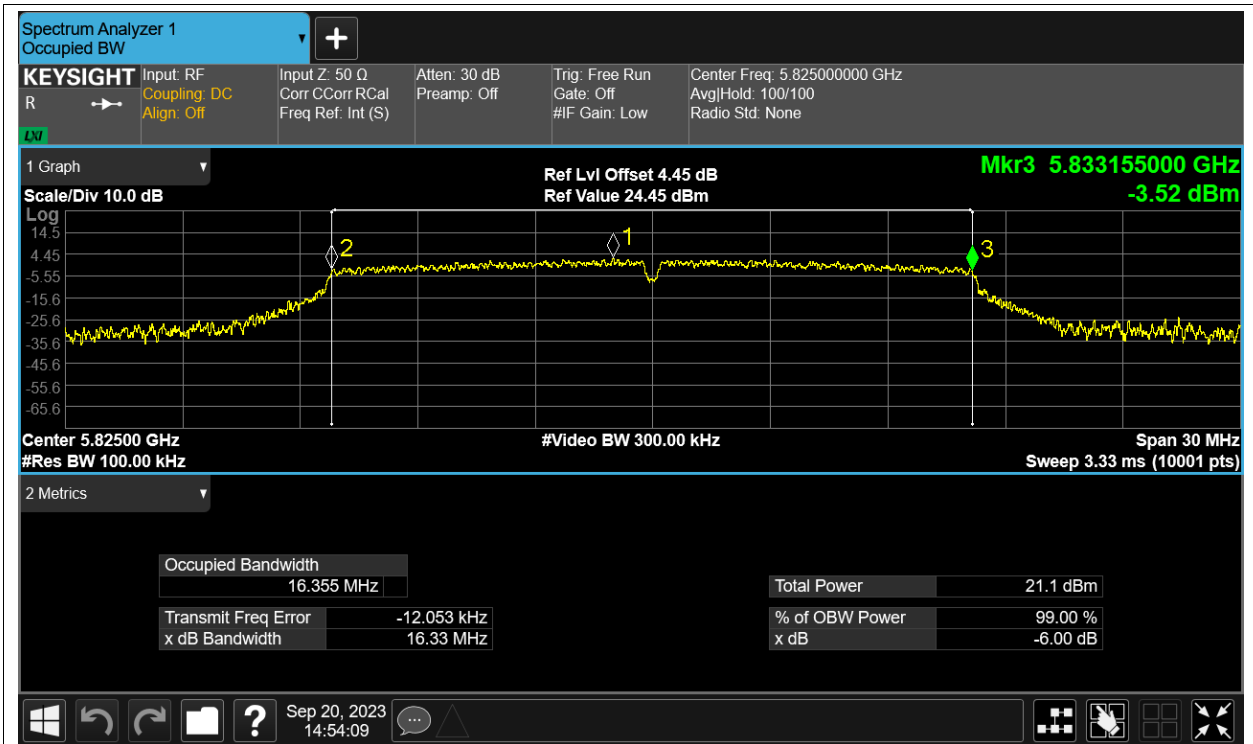 Spectrum Analyzer 1
Occupied BW
KEYSIGHT
R
LXI
Input: RF
Coupling: DC
Align: Off
Input Z: 50 Ω
Corr CCorr RCal
Freq Ref: Int (S)
Atten: 30 dB
Preamp: Off
Trig: Free Run
Gate: Off
#IF Gain: Low
Center Freq: 5.825000000 GHz
Avg|Hold: 100/100
Radio Std: None
1 Graph
Scale/Div 10.0 dB
Ref Lvl Offset 4.45 dB
Ref Value 24.45 dBm
Mkr3 5.833155000 GHz
-3.52 dBm
Log
14.5
4.45
-5.55
-15.6
-25.6
-35.6
-45.6
-55.6
-65.6
2
1
3
Center 5.82500 GHz
#Res BW 100.00 kHz
#Video BW 300.00 kHz
Span 30 MHz
Sweep 3.33 ms (10001 pts)
2 Metrics
Occupied Bandwidth
16.355 MHz
Transmit Freq Error -12.053 kHz
x dB Bandwidth 16.33 MHz
Total Power 21.1 dBm
% of OBW Power 99.00 %
x dB -6.00 dB
?
Sep 20, 2023
14:54:09